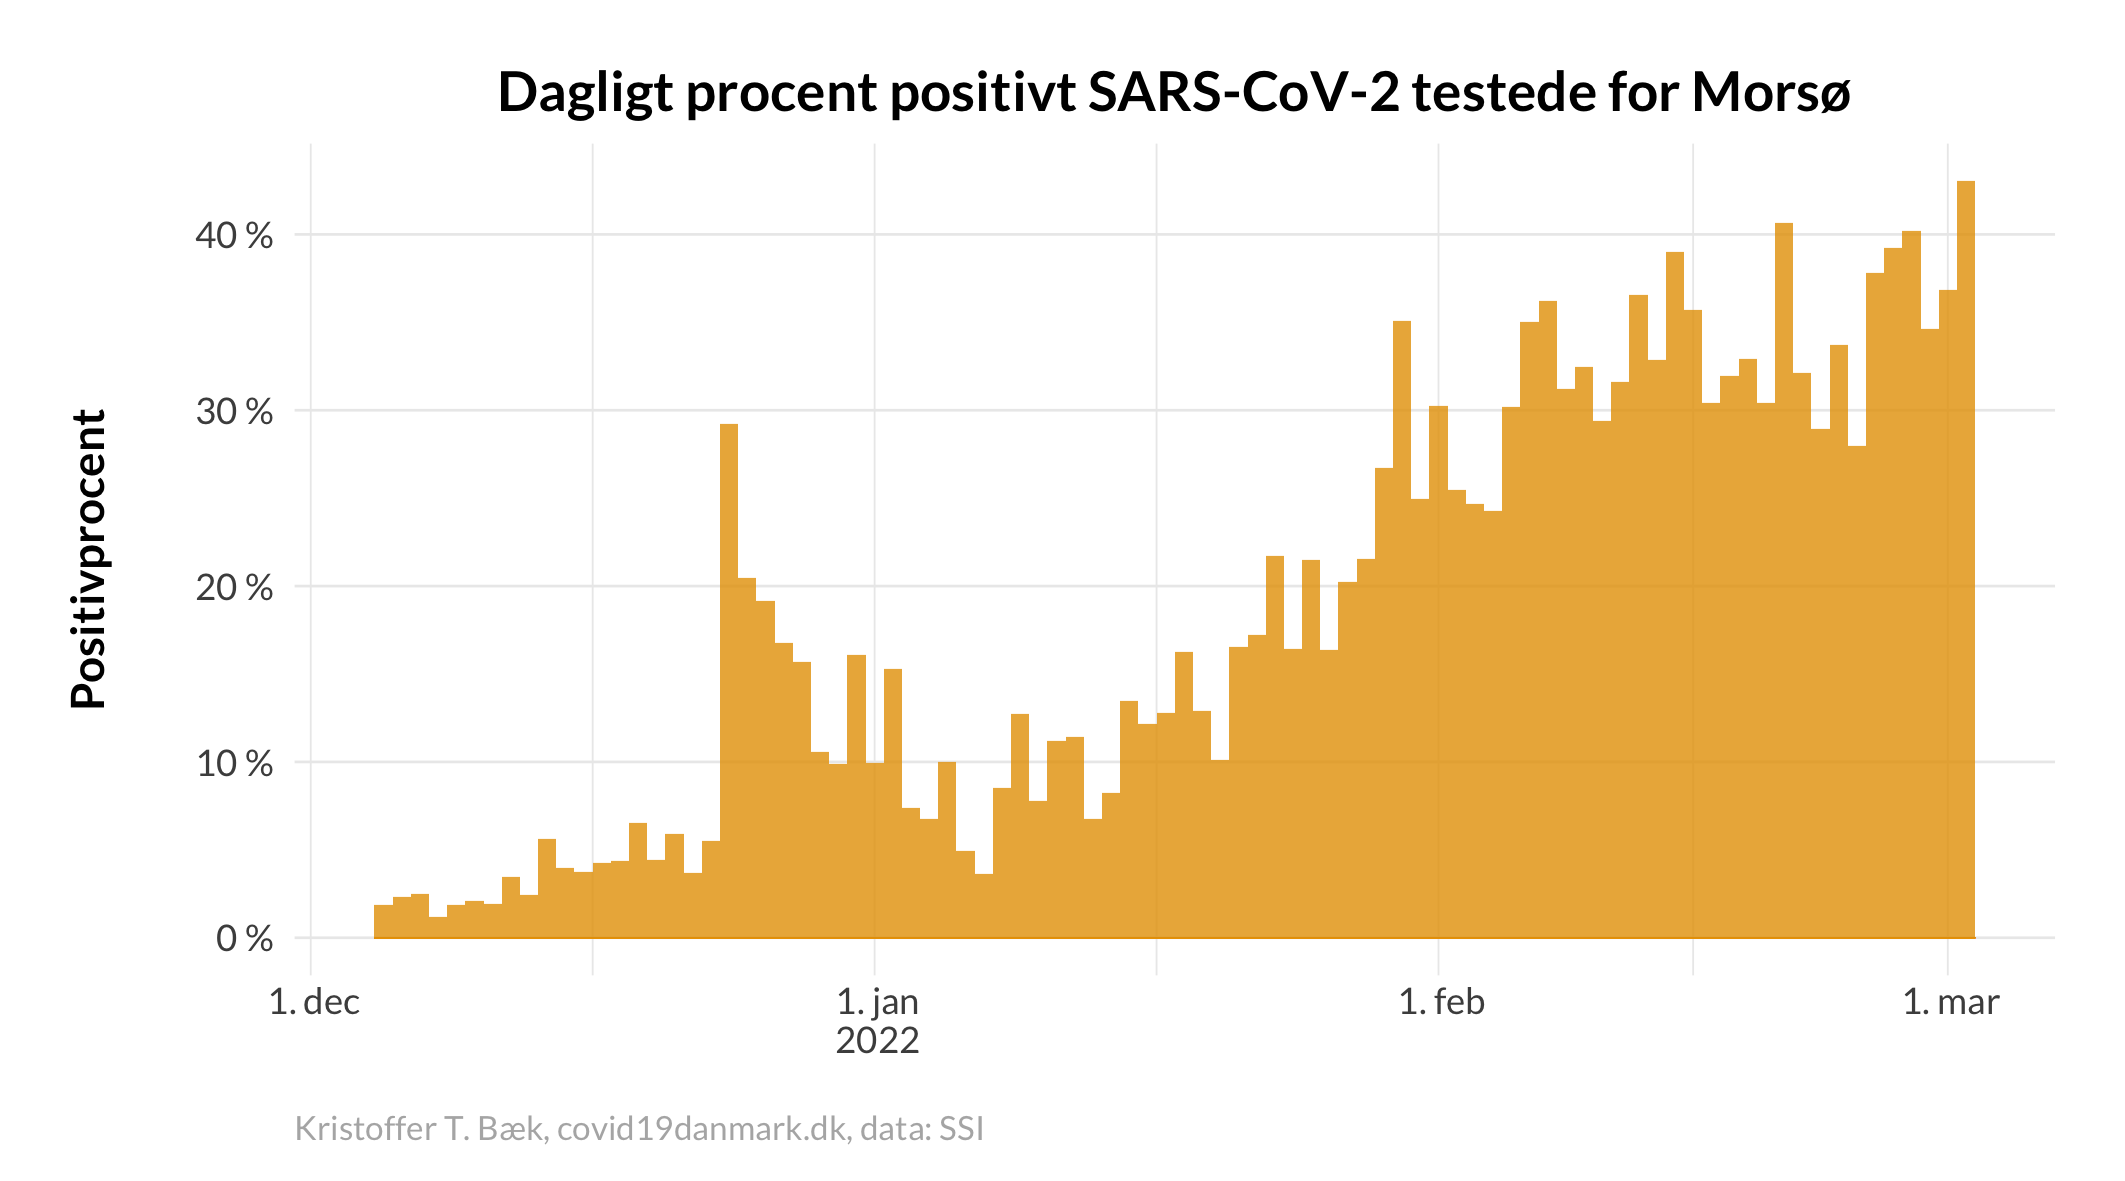 Dagligt procent positivt SARS-CoV-2 testede for Morsø
Positivprocent
40 %
30 %
20 %
10 %
0 %
1. dec
1. jan
2022
1. feb
1. mar
Kristoffer T. Bæk, covid19danmark.dk, data: SSI